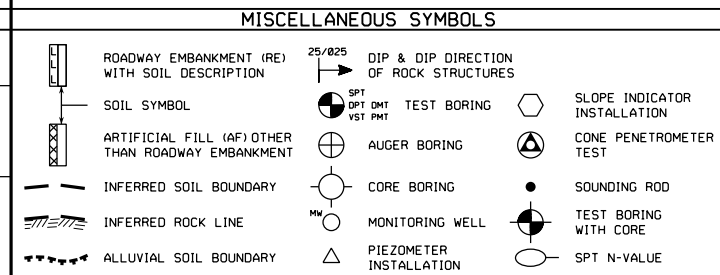 MISCELLANEOUS SYMBOLS
ROADWAY EMBANKMENT (RE)
WITH SOIL DESCRIPTION
SOIL SYMBOL
ARTIFICIAL FILL (AF) OTHER
THAN ROADWAY EMBANKMENT
INFERRED SOIL BOUNDARY
INFERRED ROCK LINE
ALLUVIAL SOIL BOUNDARY
25/025
DIP & DIP DIRECTION
OF ROCK STRUCTURES
SPT
DPT DMT
VST PMT
TEST BORING
AUGER BORING
CORE BORING
MW
MONITORING WELL
PIEZOMETER
INSTALLATION
SLOPE INDICATOR
INSTALLATION
CONE PENETROMETER
TEST
SOUNDING ROD
TEST BORING
WITH CORE
SPT N-VALUE